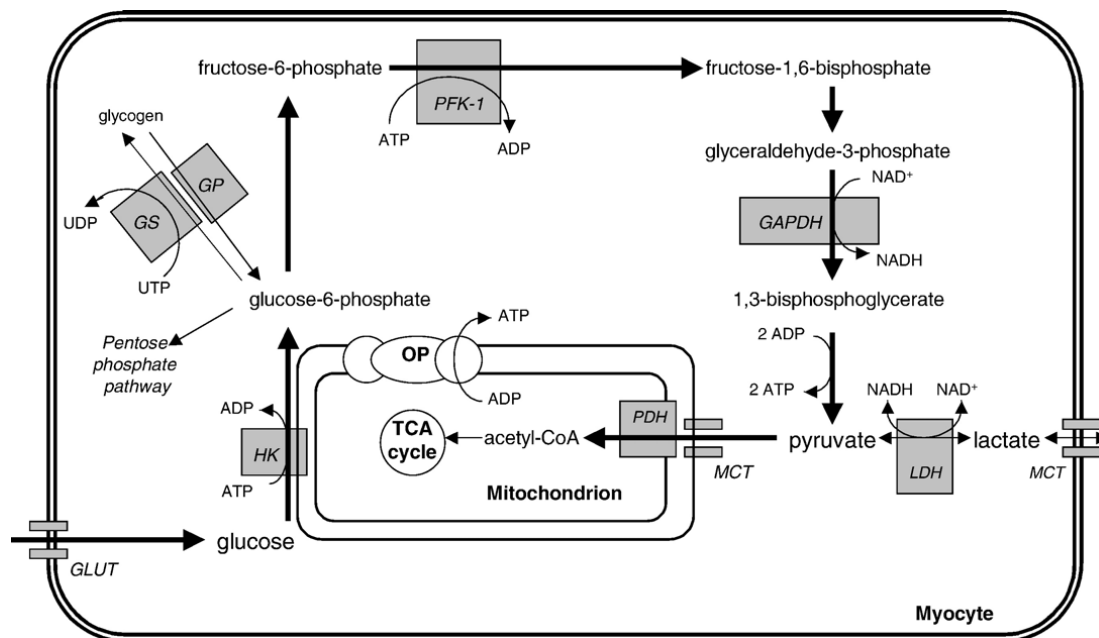 fructose-6-phosphate
PFK-1
ATP
ADP
fructose-1,6-bisphosphate
glycogen
GP
GS
UDP
UTP
glyceraldehyde-3-phosphate
NAD⁺
GAPDH
NADH
glucose-6-phosphate
1,3-bisphosphoglycerate
Pentose
phosphate
pathway
OP
ATP
ADP
2 ADP
2 ATP
NADH
NAD⁺
ADP
HK
ATP
TCA
cycle
acetyl-CoA
PDH
MCT
pyruvate
LDH
lactate
MCT
Mitochondrion
glucose
GLUT
Myocyte